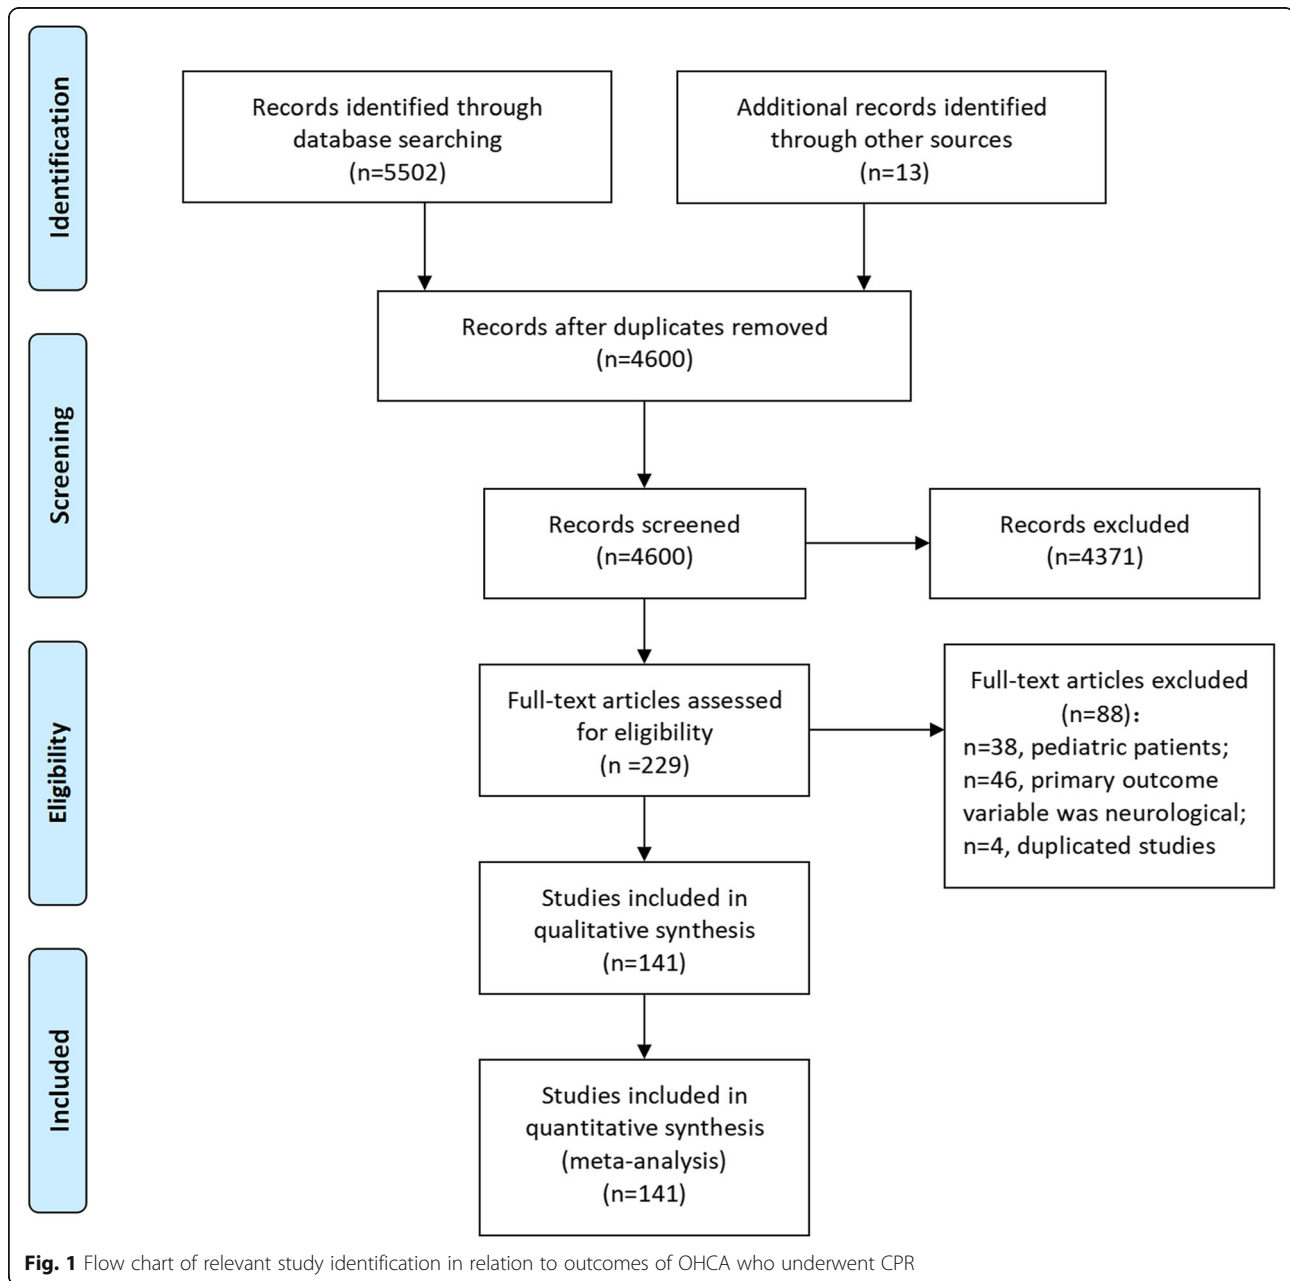 Identification
Records identified through
database searching
(n=5502)
Additional records identified
through other sources
(n=13)
Records after duplicates removed
(n=4600)
Screening
Records screened
(n=4600)
Records excluded
(n=4371)
Eligibility
Full-text articles assessed
for eligibility
(n =229)
Full-text articles excluded
(n=88)：
n=38, pediatric patients;
n=46, primary outcome
variable was neurological;
n=4, duplicated studies
Studies included in
qualitative synthesis
(n=141)
Included
Studies included in
quantitative synthesis
(meta-analysis)
(n=141)
Fig. 1 Flow chart of relevant study identification in relation to outcomes of OHCA who underwent CPR